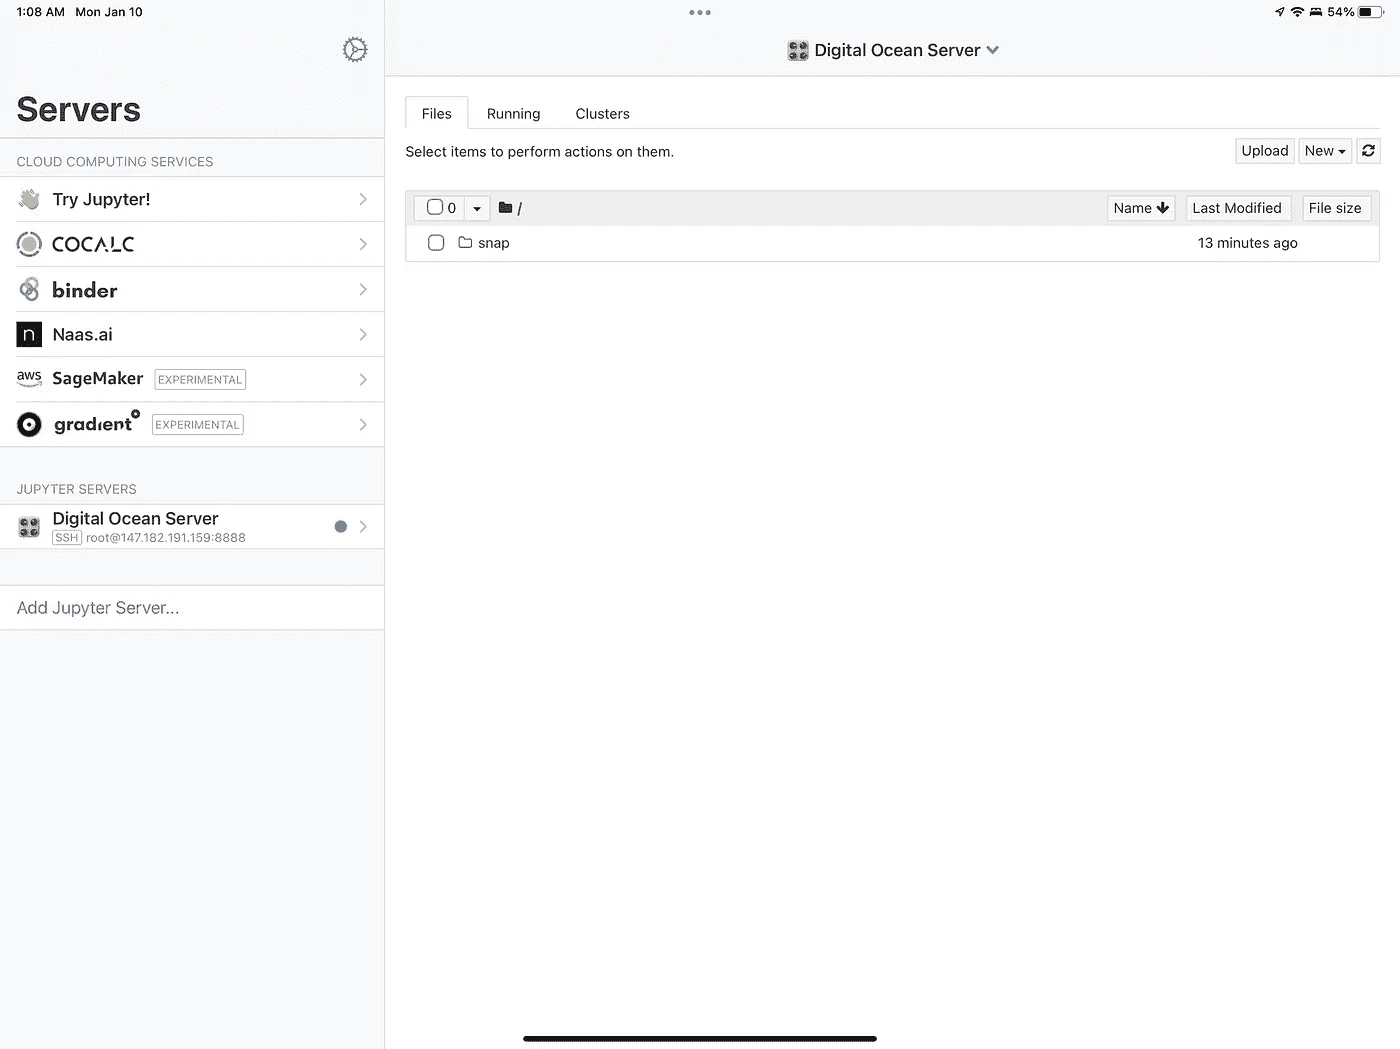 1:08 AM Mon Jan 10
54%
Servers
CLOUD COMPUTING SERVICES
Try Jupyter!
COCALC
binder
n Naas.ai
aws SageMaker EXPERIMENTAL
gradient EXPERIMENTAL
JUPYTER SERVERS
Digital Ocean Server
SSH root@147.182.191.159:8888
Add Jupyter Server...
Digital Ocean Server
Files Running Clusters
Select items to perform actions on them.
Upload New
0 / Name Last Modified File size
snap 13 minutes ago